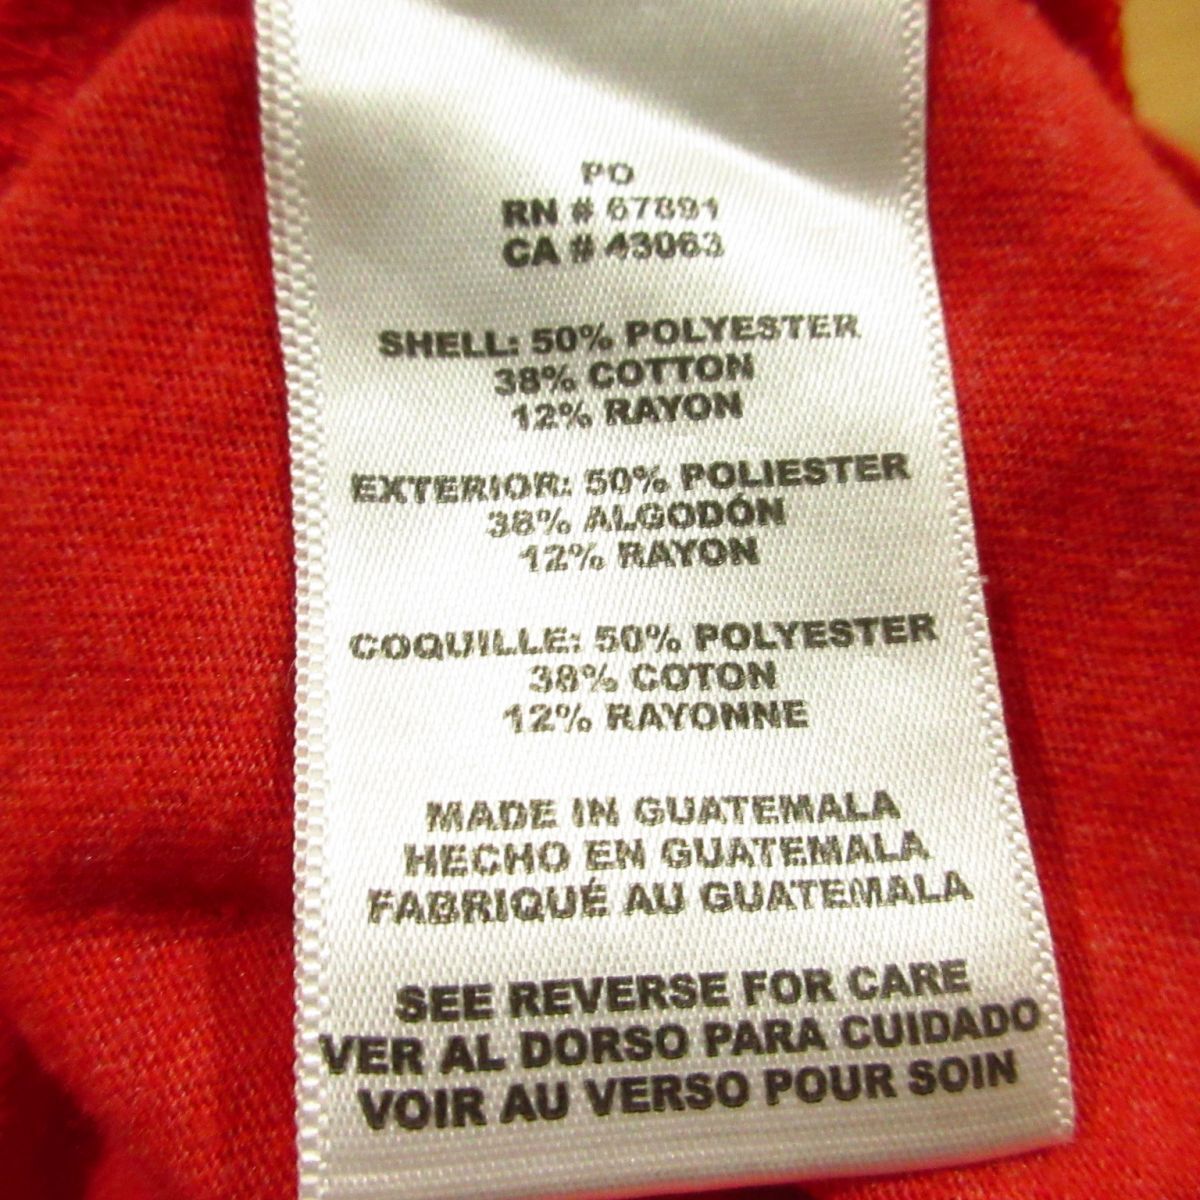 PO
RN # 67891
CA # 43063
SHELL: 50% POLYESTER
38% COTTON
12% RAYON
EXTERIOR: 50% POLIESTER
38% ALGODÓN
12% RAYON
COQUILLE: 50% POLYESTER
38% COTON
12% RAYONNE
MADE IN GUATEMALA
HECHO EN GUATEMALA
FABRIQUÉ AU GUATEMALA
SEE REVERSE FOR CARE
VER AL DORSO PARA CUIDADO
VOIR AU VERSO POUR SOIN